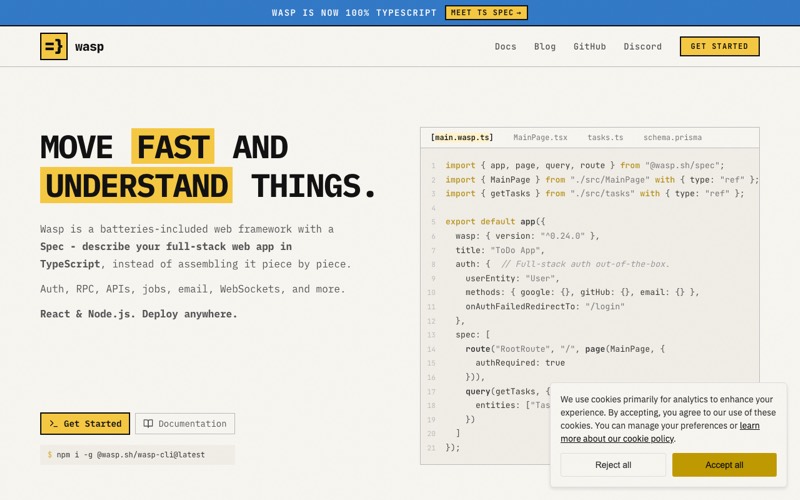 WASP IS NOW 100% TYPESCRIPT MEET TS SPEC →
=} wasp
Docs Blog GitHub Discord GET STARTED
MOVE FAST AND
UNDERSTAND THINGS.
Wasp is a batteries-included web framework with a
Spec - describe your full-stack web app in
TypeScript, instead of assembling it piece by piece.
Auth, RPC, APIs, jobs, email, WebSockets, and more.
React & Node.js. Deploy anywhere.
>_ Get Started Documentation
$ npm i -g @wasp.sh/wasp-cli@latest
[main.wasp.ts] MainPage.tsx tasks.ts schema.prisma
1 import { app, page, query, route } from "@wasp.sh/spec";
2 import { MainPage } from "./src/MainPage" with { type: "ref" };
3 import { getTasks } from "./src/tasks" with { type: "ref" };
4
5 export default app({
6 wasp: { version: "^0.24.0" },
7 title: "ToDo App",
8 auth: { // Full-stack auth out-of-the-box.
9 userEntity: "User",
10 methods: { google: {}, gitHub: {}, email: {} },
11 onAuthFailedRedirectTo: "/login"
12 },
13 spec: [
14 route("RootRoute", "/", page(MainPage, {
15 authRequired: true
16 })),
17 query(getTasks, {
18 entities: ["Tas
19 })
20 ]
21 });
We use cookies primarily for analytics to enhance your
experience. By accepting, you agree to our use of these
cookies. You can manage your preferences or learn
more about our cookie policy.
Reject all Accept all